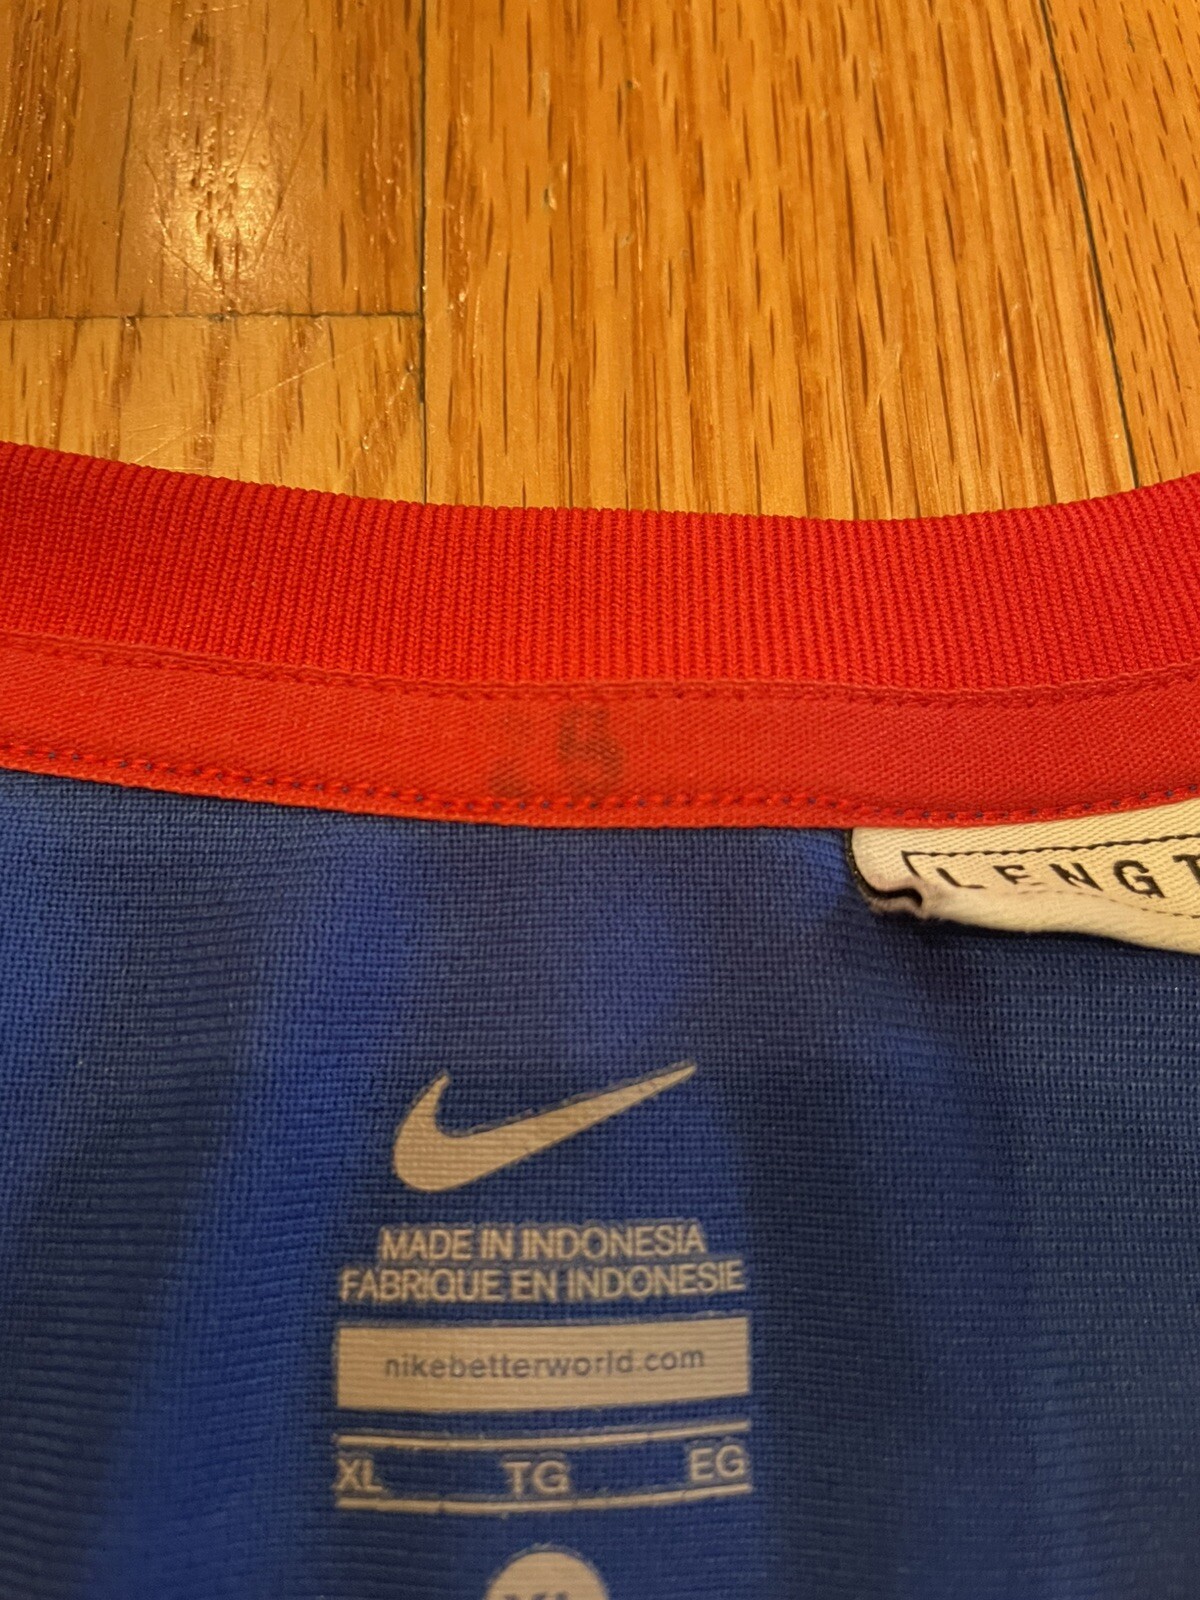 LENGT
MADE IN INDONESIA
FABRIQUE EN INDONESIE
nikebetterworld.com
XL TG EG